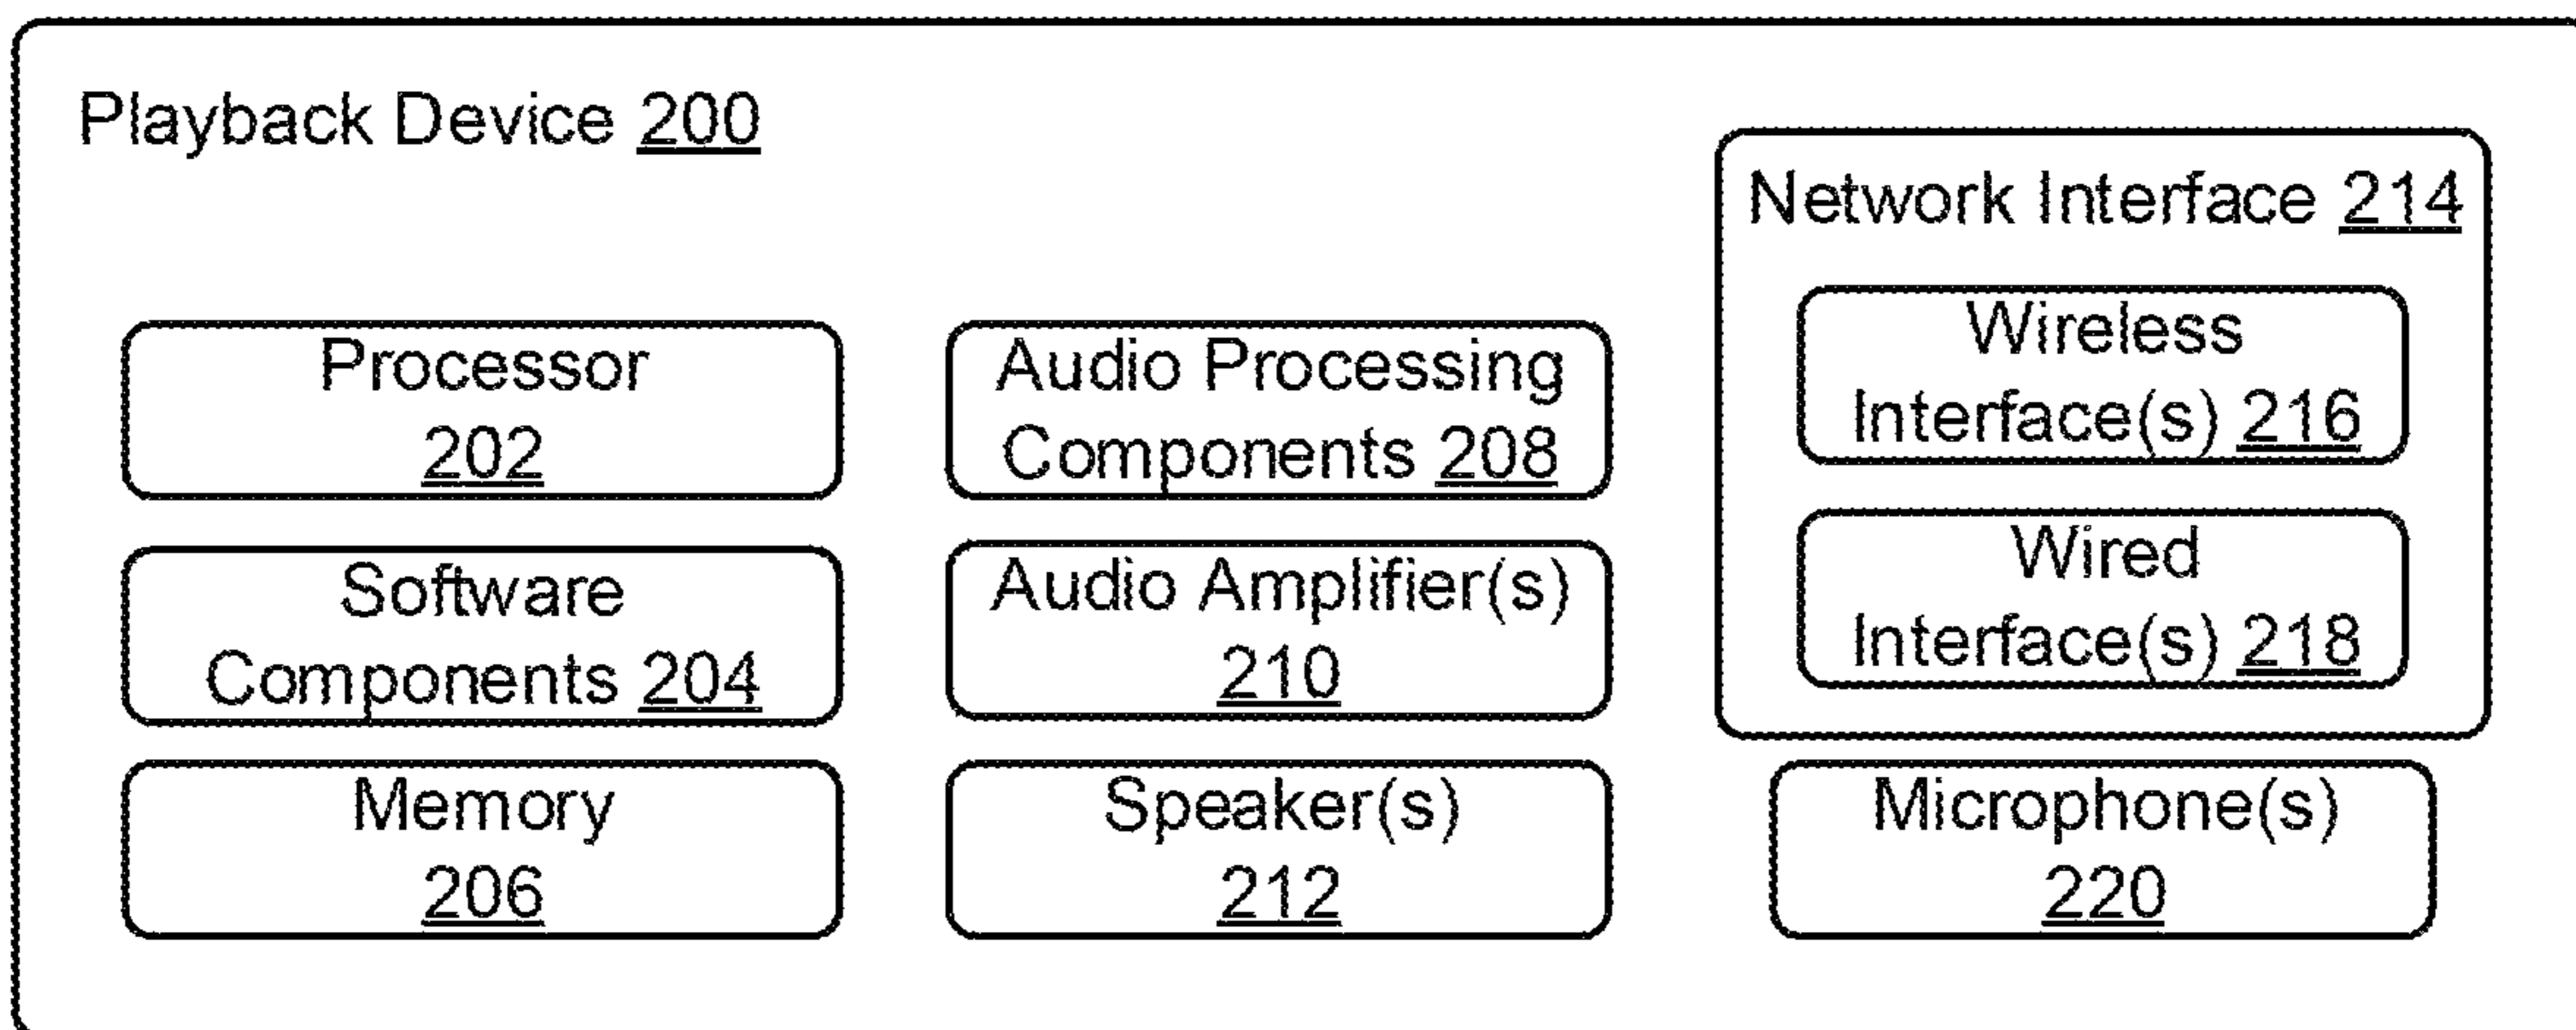 Playback Device 200
Processor
202
Software
Components 204
Memory
206
Audio Processing
Components 208
Audio Amplifier(s)
210
Speaker(s)
212
Network Interface 214
Wireless
Interface(s) 216
Wired
Interface(s) 218
Microphone(s)
220